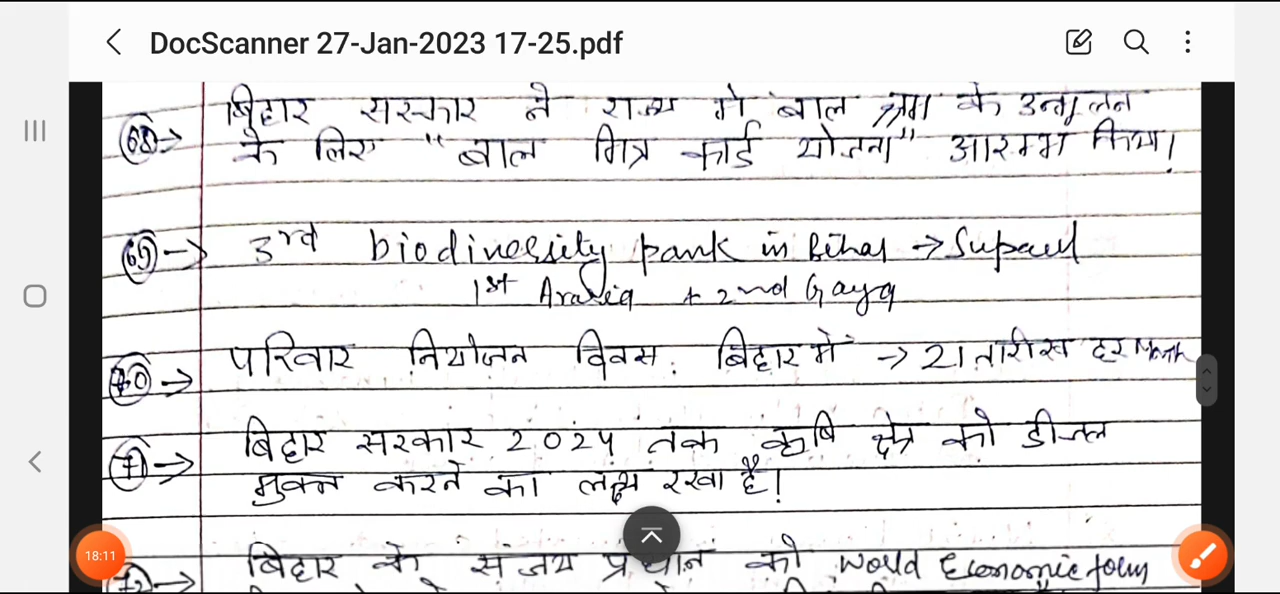 DocScanner 27-Jan-2023 17-25.pdf
68 → बिहार सरकार ने राज्य में बाल श्रम के उन्मूलन
के लिए "बाल मित्र कार्ड योजना" आरम्भ किया।
69 → 3rd biodiversity park in Bihar → Supaul
1st Araria + 2nd Gaya
70 → परिवार नियोजन दिवस: बिहार में → 21 तारीख हर Month
71 → बिहार सरकार 2024 तक कृषि क्षेत्र को डीजल
मुक्त करने का लक्ष्य रखा है!
72 → बिहार के संजय प्रधान को World Economic forum
18:11